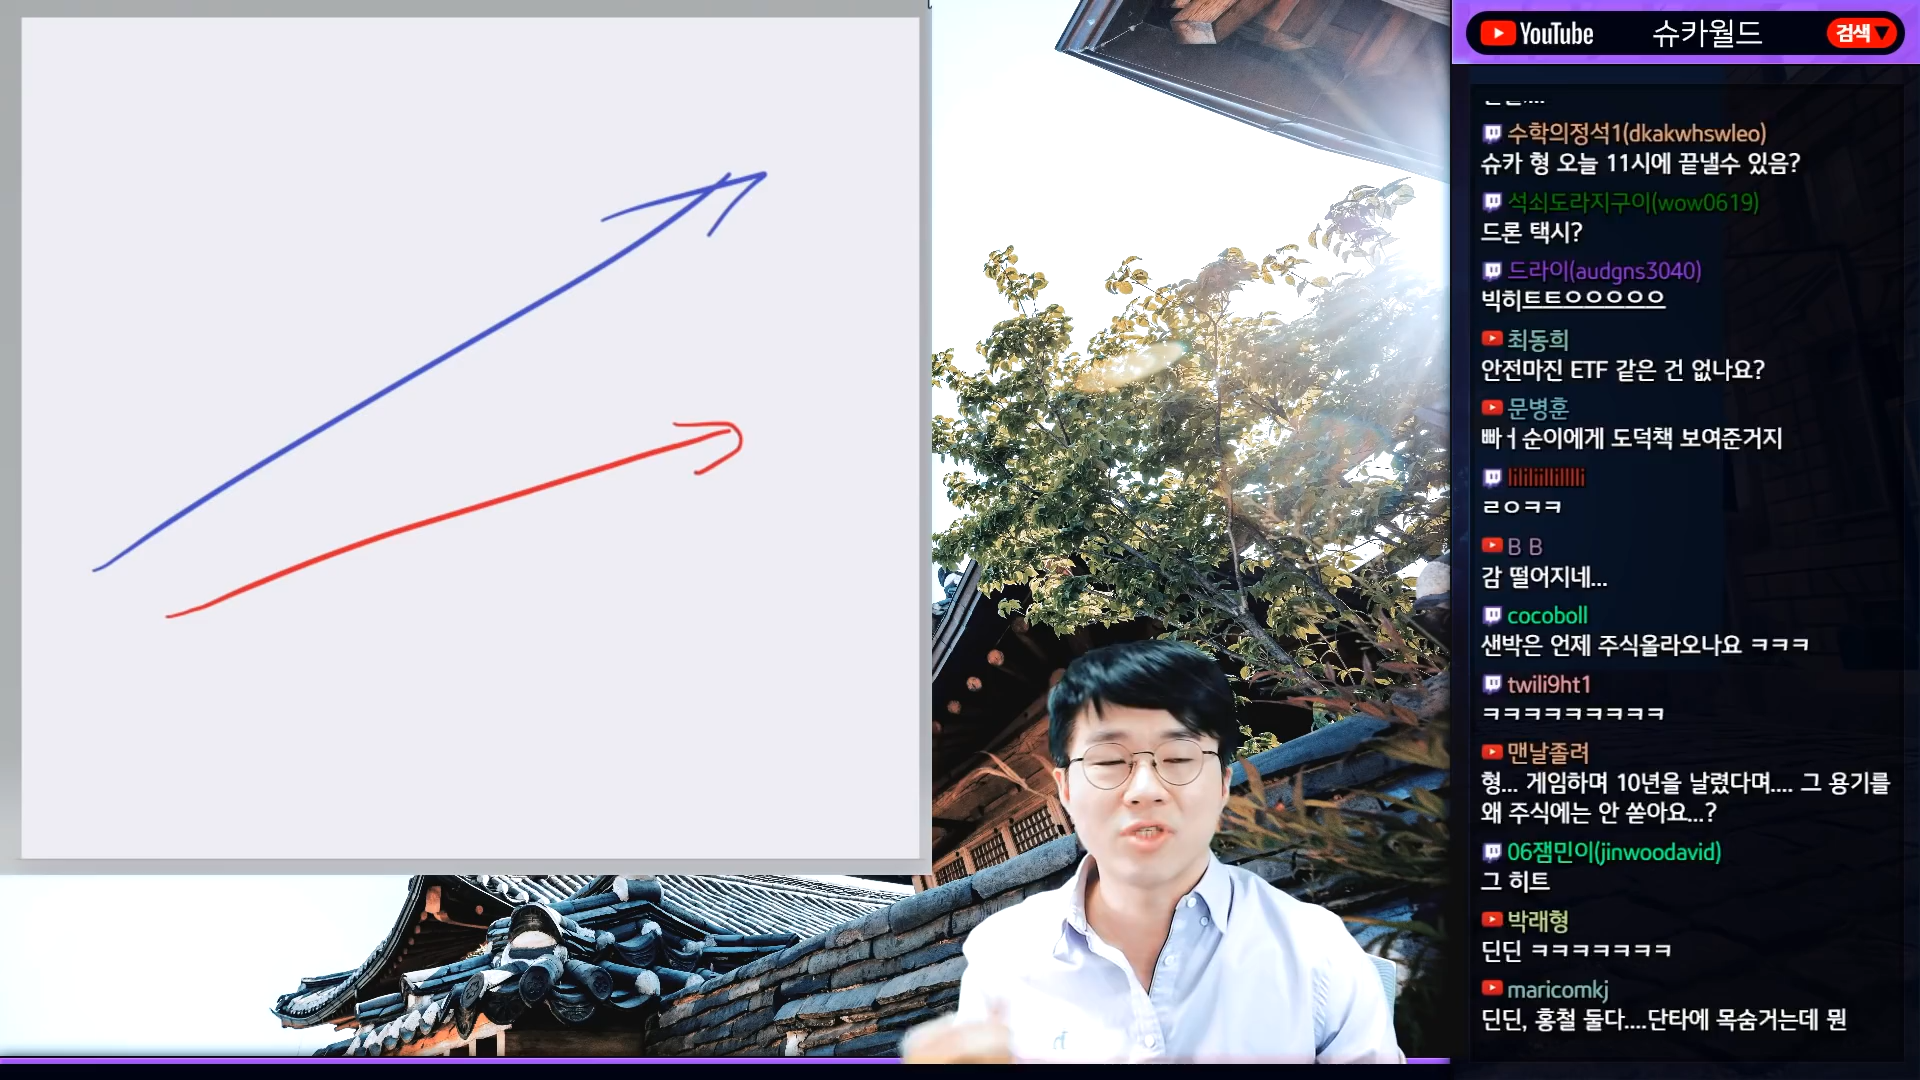 YouTube 슈카월드 검색▼
수학의정석1(dkakwhswleo)
슈카 형 오늘 11시에 끝낼수 있음?
석쇠도라지구이(wow0619)
드론 택시?
드라이(audgns3040)
빅히트트ㅇㅇㅇㅇㅇ
최동희
안전마진 ETF 같은 건 없나요?
문병훈
빠ㅓ순이에게 도덕책 보여준거지
ㄹㅇㅋㅋ
B B
감 떨어지네...
cocoboll
샌박은 언제 주식올라오나요 ㅋㅋㅋ
twili9ht1
ㅋㅋㅋㅋㅋㅋㅋㅋㅋ
맨날졸려
형... 게임하며 10년을 날렸다며.... 그 용기를
왜 주식에는 안 쏟아요...?
06잼민이(jinwoodavid)
그 히트
박래형
딘딘 ㅋㅋㅋㅋㅋㅋㅋ
maricomkj
딘딘, 홍철 둘다....단타에 목숨거는데 뭔